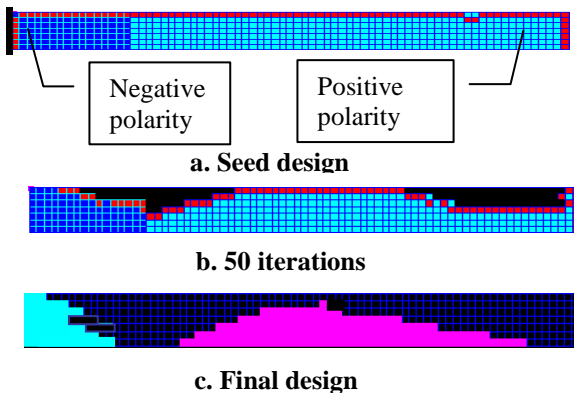 Negative
polarity
Positive
polarity
a. Seed design
b. 50 iterations
c. Final design